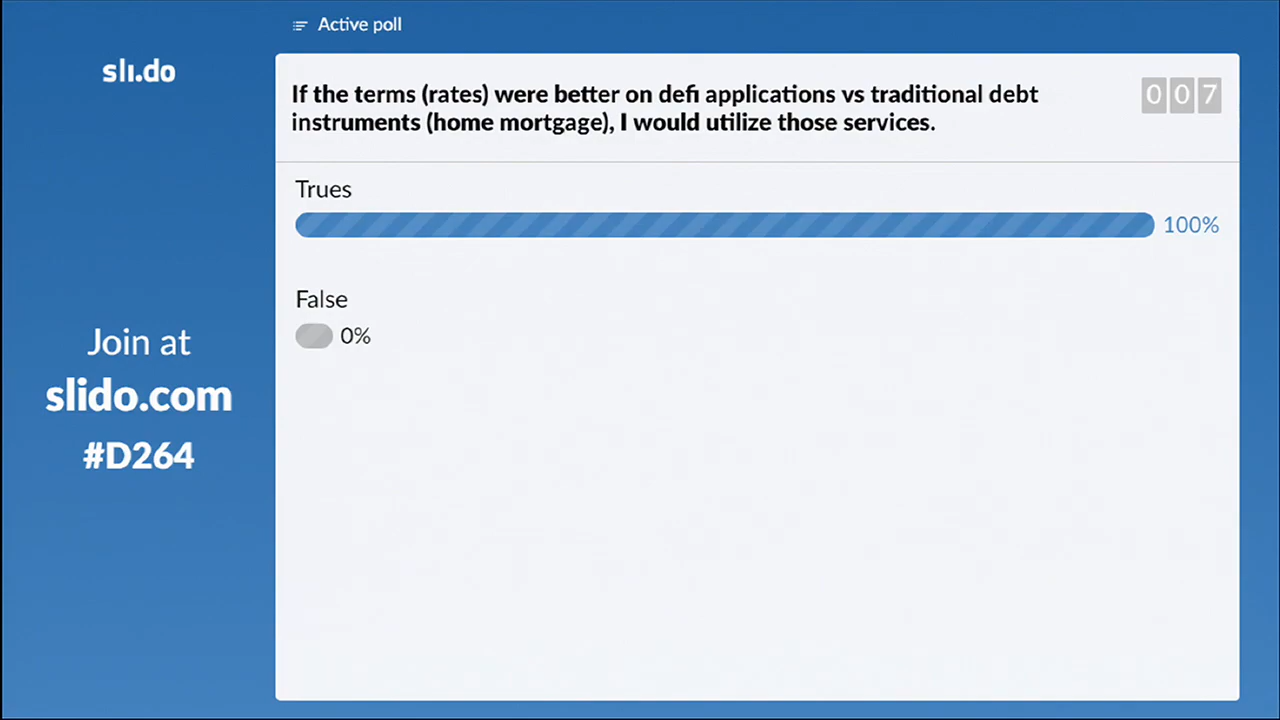 Active poll
sli.do
If the terms (rates) were better on defi applications vs traditional debt
instruments (home mortgage), I would utilize those services.
007
Trues
100%
False
0%
Join at
slido.com
#D264